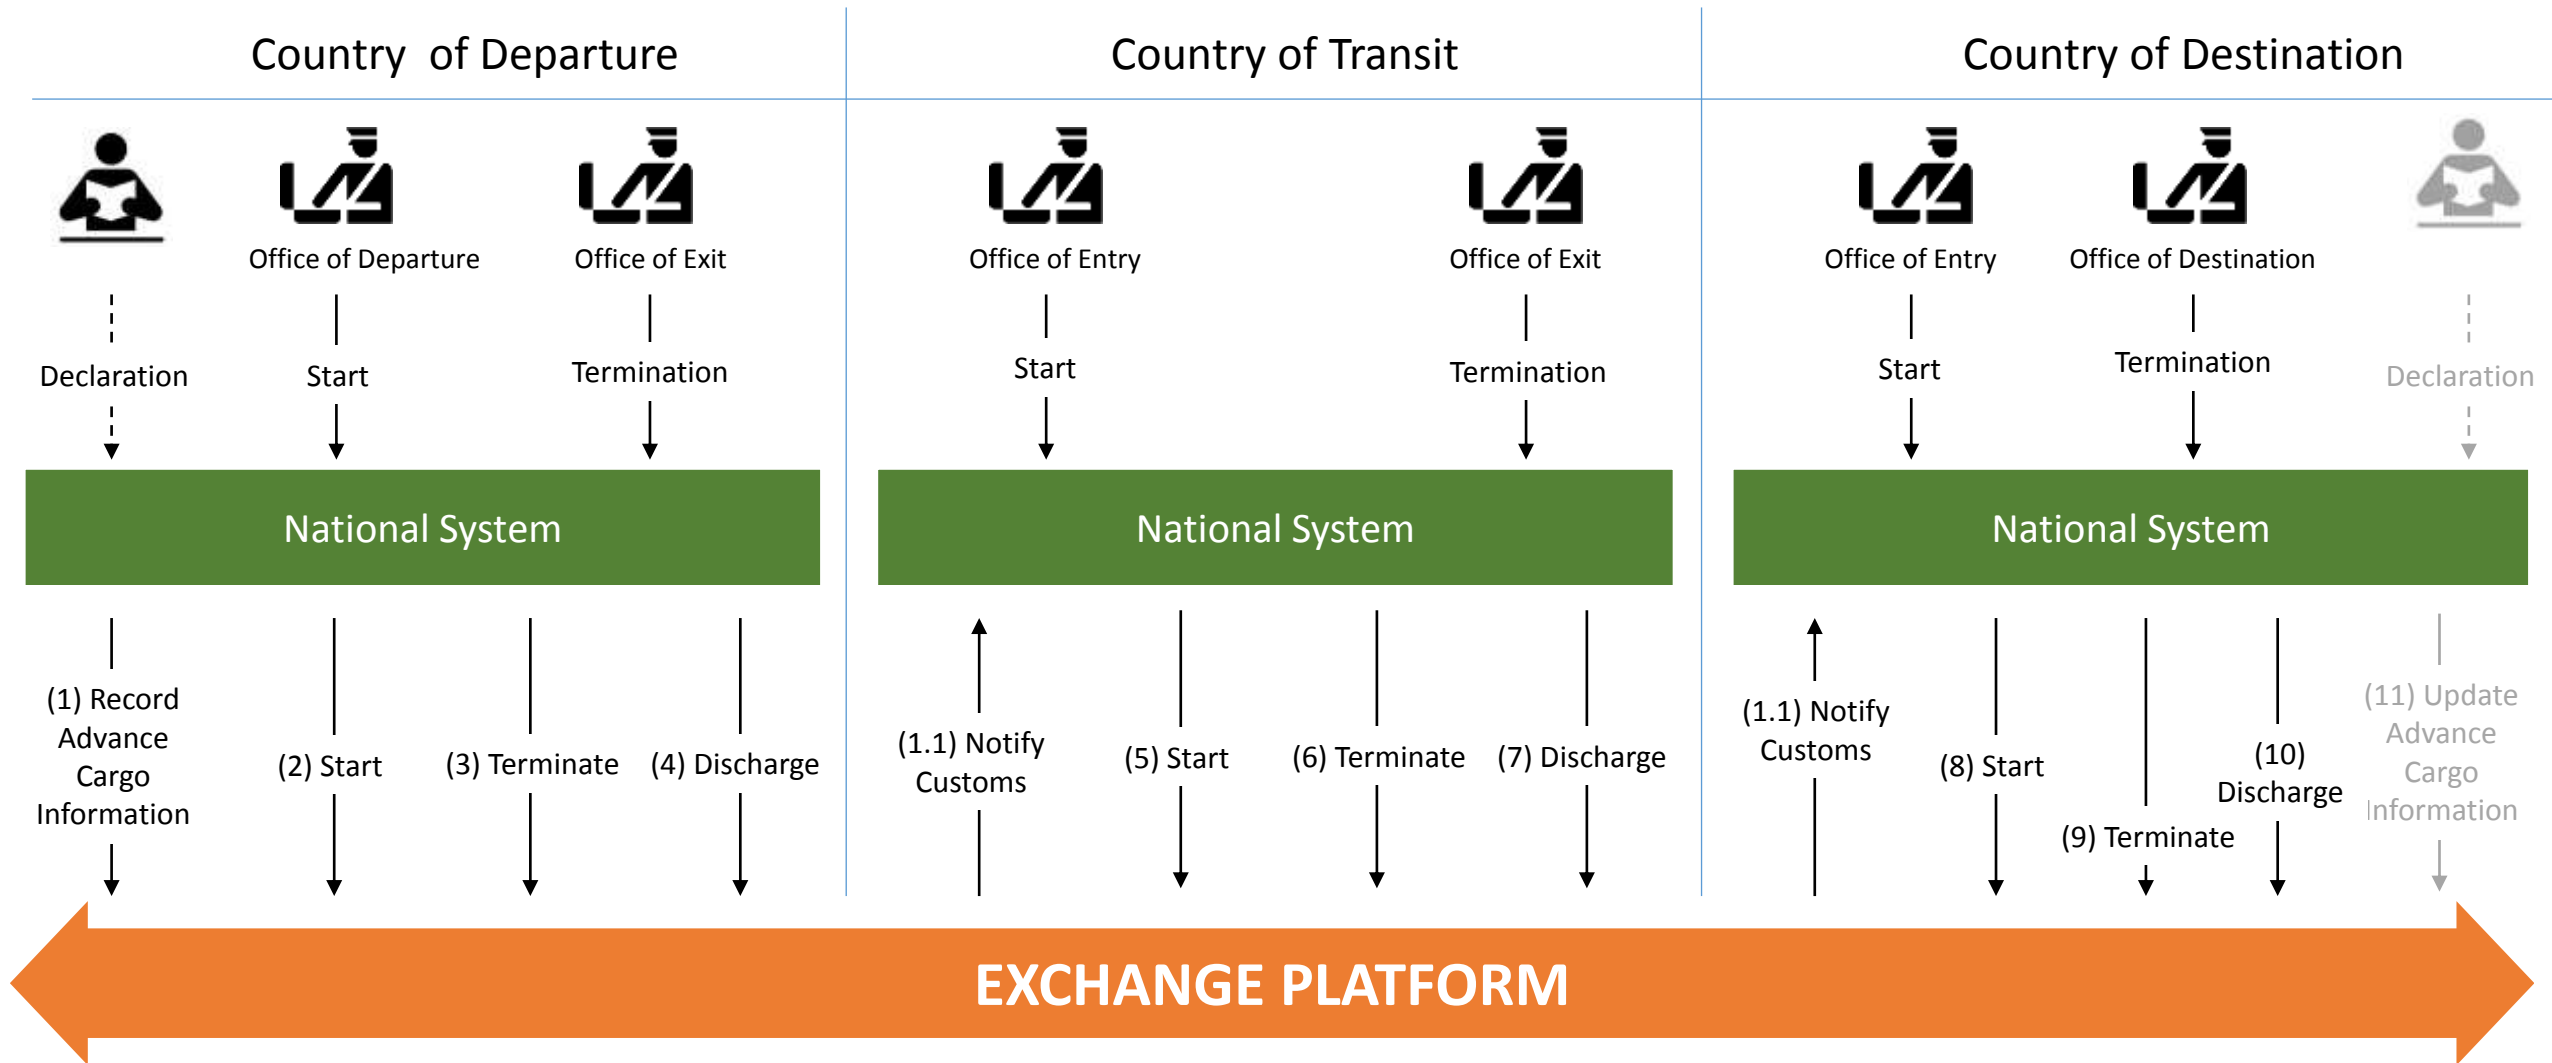 Country of Departure
Country of Transit
Country of Destination
Office of Departure
Office of Exit
Office of Entry
Office of Exit
Office of Entry
Office of Destination
Declaration
Start
Termination
Start
Termination
Start
Termination
Declaration
National System
National System
National System
(1) Record
Advance
Cargo
Information
(2) Start
(3) Terminate
(4) Discharge
(1.1) Notify
Customs
(5) Start
(6) Terminate
(7) Discharge
(1.1) Notify
Customs
(8) Start
(9) Terminate
(10)
Discharge
(11) Update
Advance
Cargo
Information
EXCHANGE PLATFORM